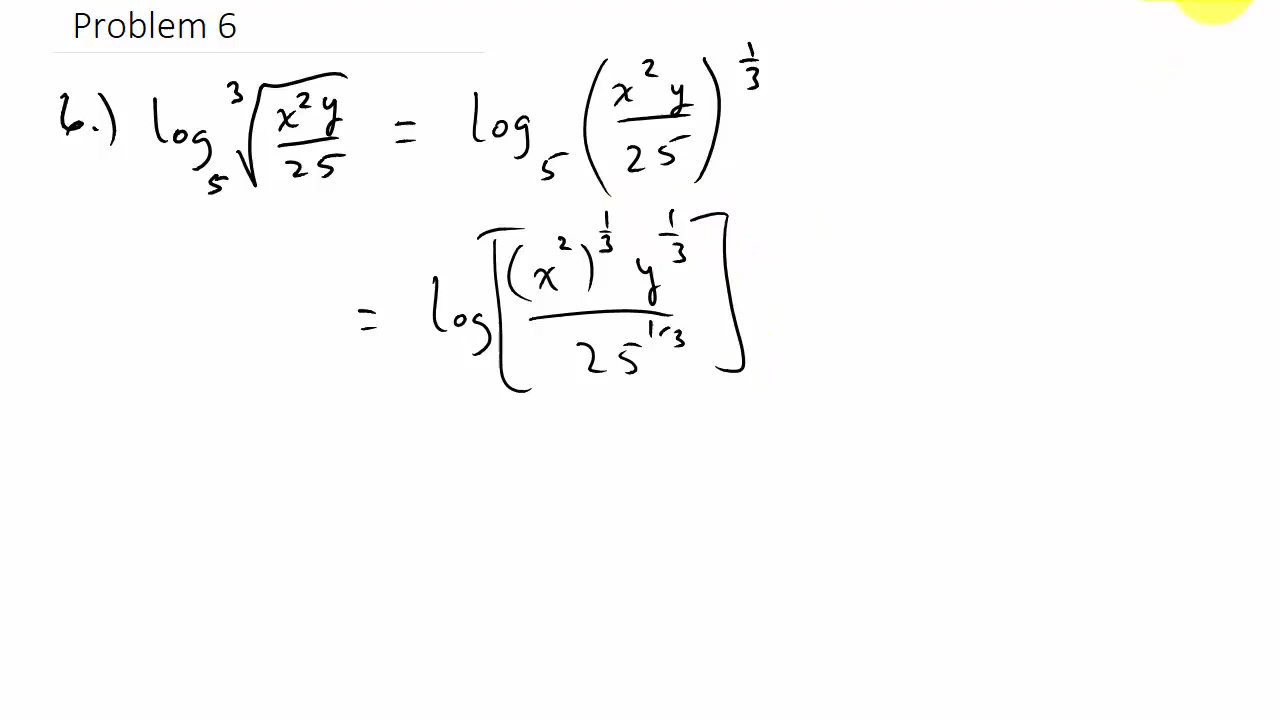 Problem 6
6.) log₅ ∛(x²y/25) = log₅ (x²y/25)^(1/3)
= log[(x²)^(1/3) y^(1/3) / 25^(1/3)]